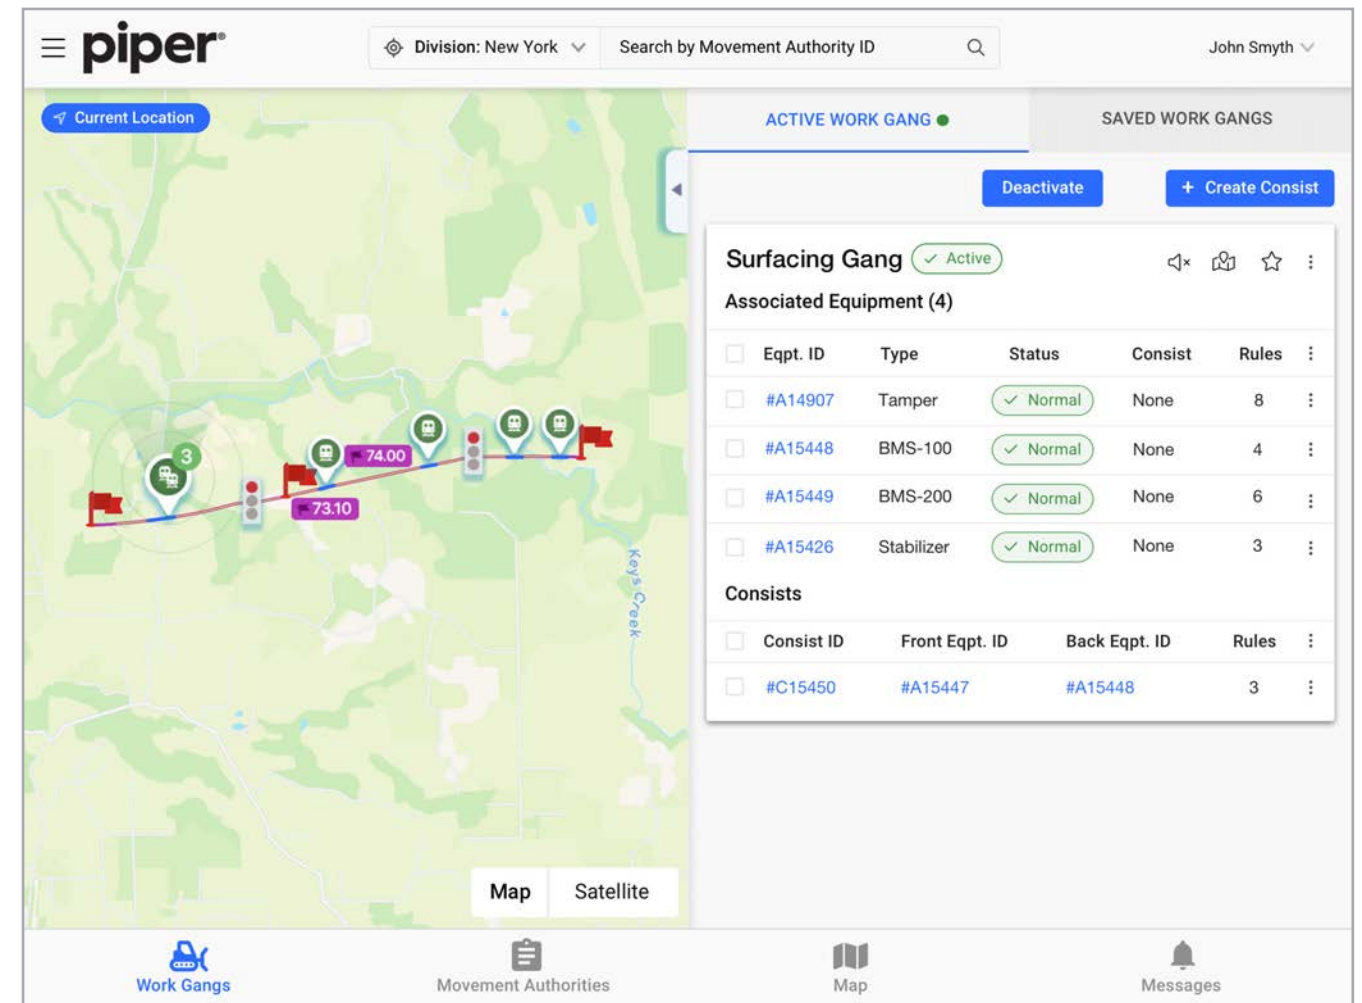 piper®
Division: New York
Search by Movement Authority ID
John Smyth
Current Location
ACTIVE WORK GANG
SAVED WORK GANGS
Deactivate
+ Create Consist
Surfacing Gang
Active
Associated Equipment (4)
Eqpt. ID Type Status Consist Rules
#A14907 Tamper Normal None 8
#A15448 BMS-100 Normal None 4
#A15449 BMS-200 Normal None 6
#A15426 Stabilizer Normal None 3
Consists
Consist ID Front Eqpt. ID Back Eqpt. ID Rules
#C15450 #A15447 #A15448 3
3
74.00
73.10
Keys Creek
Map Satellite
Work Gangs
Movement Authorities
Map
Messages